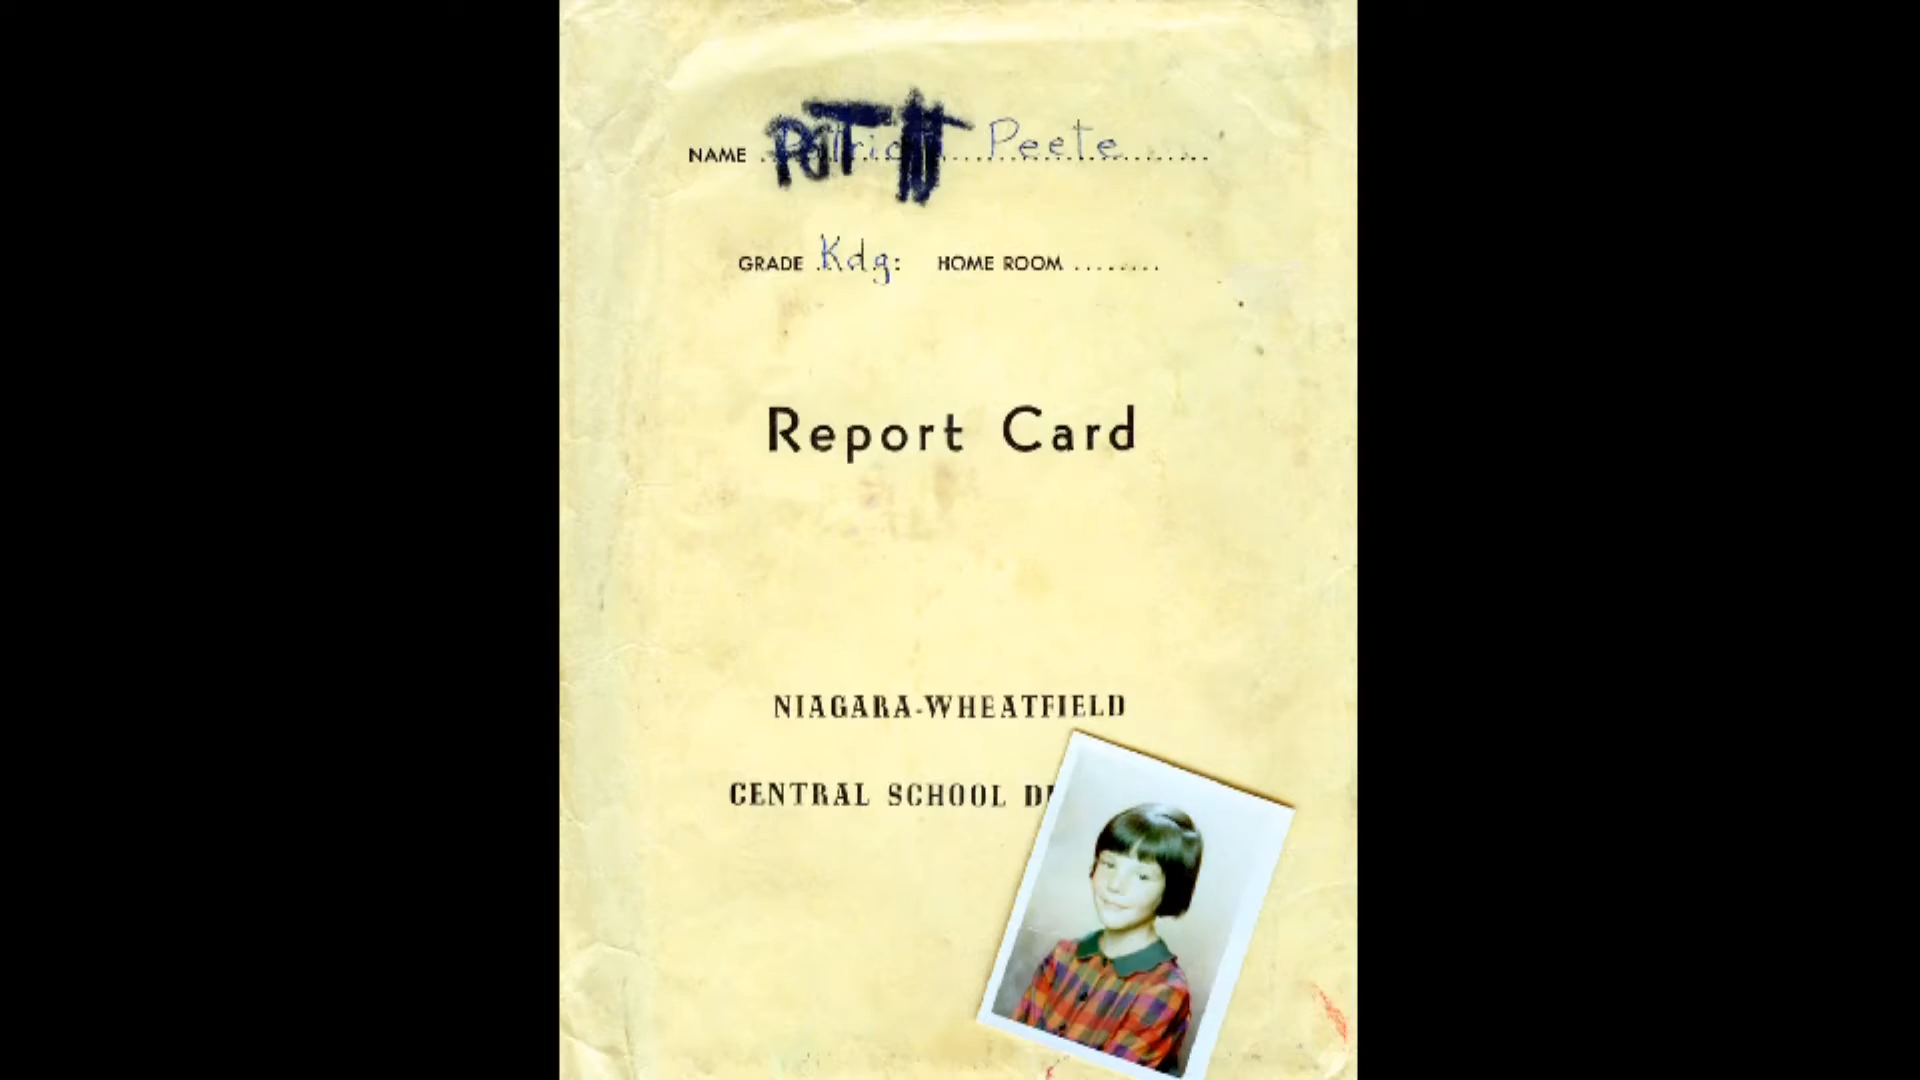 NAME Peete
GRADE Kdg: HOME ROOM
Report Card
NIAGARA-WHEATFIELD
CENTRAL SCHOOL